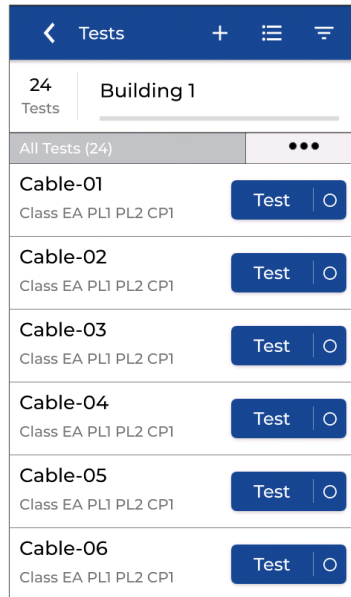 Tests
24
Tests
Building 1
All Tests (24)
Cable-01
Class EA PL1 PL2 CP1
Test
Cable-02
Class EA PL1 PL2 CP1
Test
Cable-03
Class EA PL1 PL2 CP1
Test
Cable-04
Class EA PL1 PL2 CP1
Test
Cable-05
Class EA PL1 PL2 CP1
Test
Cable-06
Class EA PL1 PL2 CP1
Test